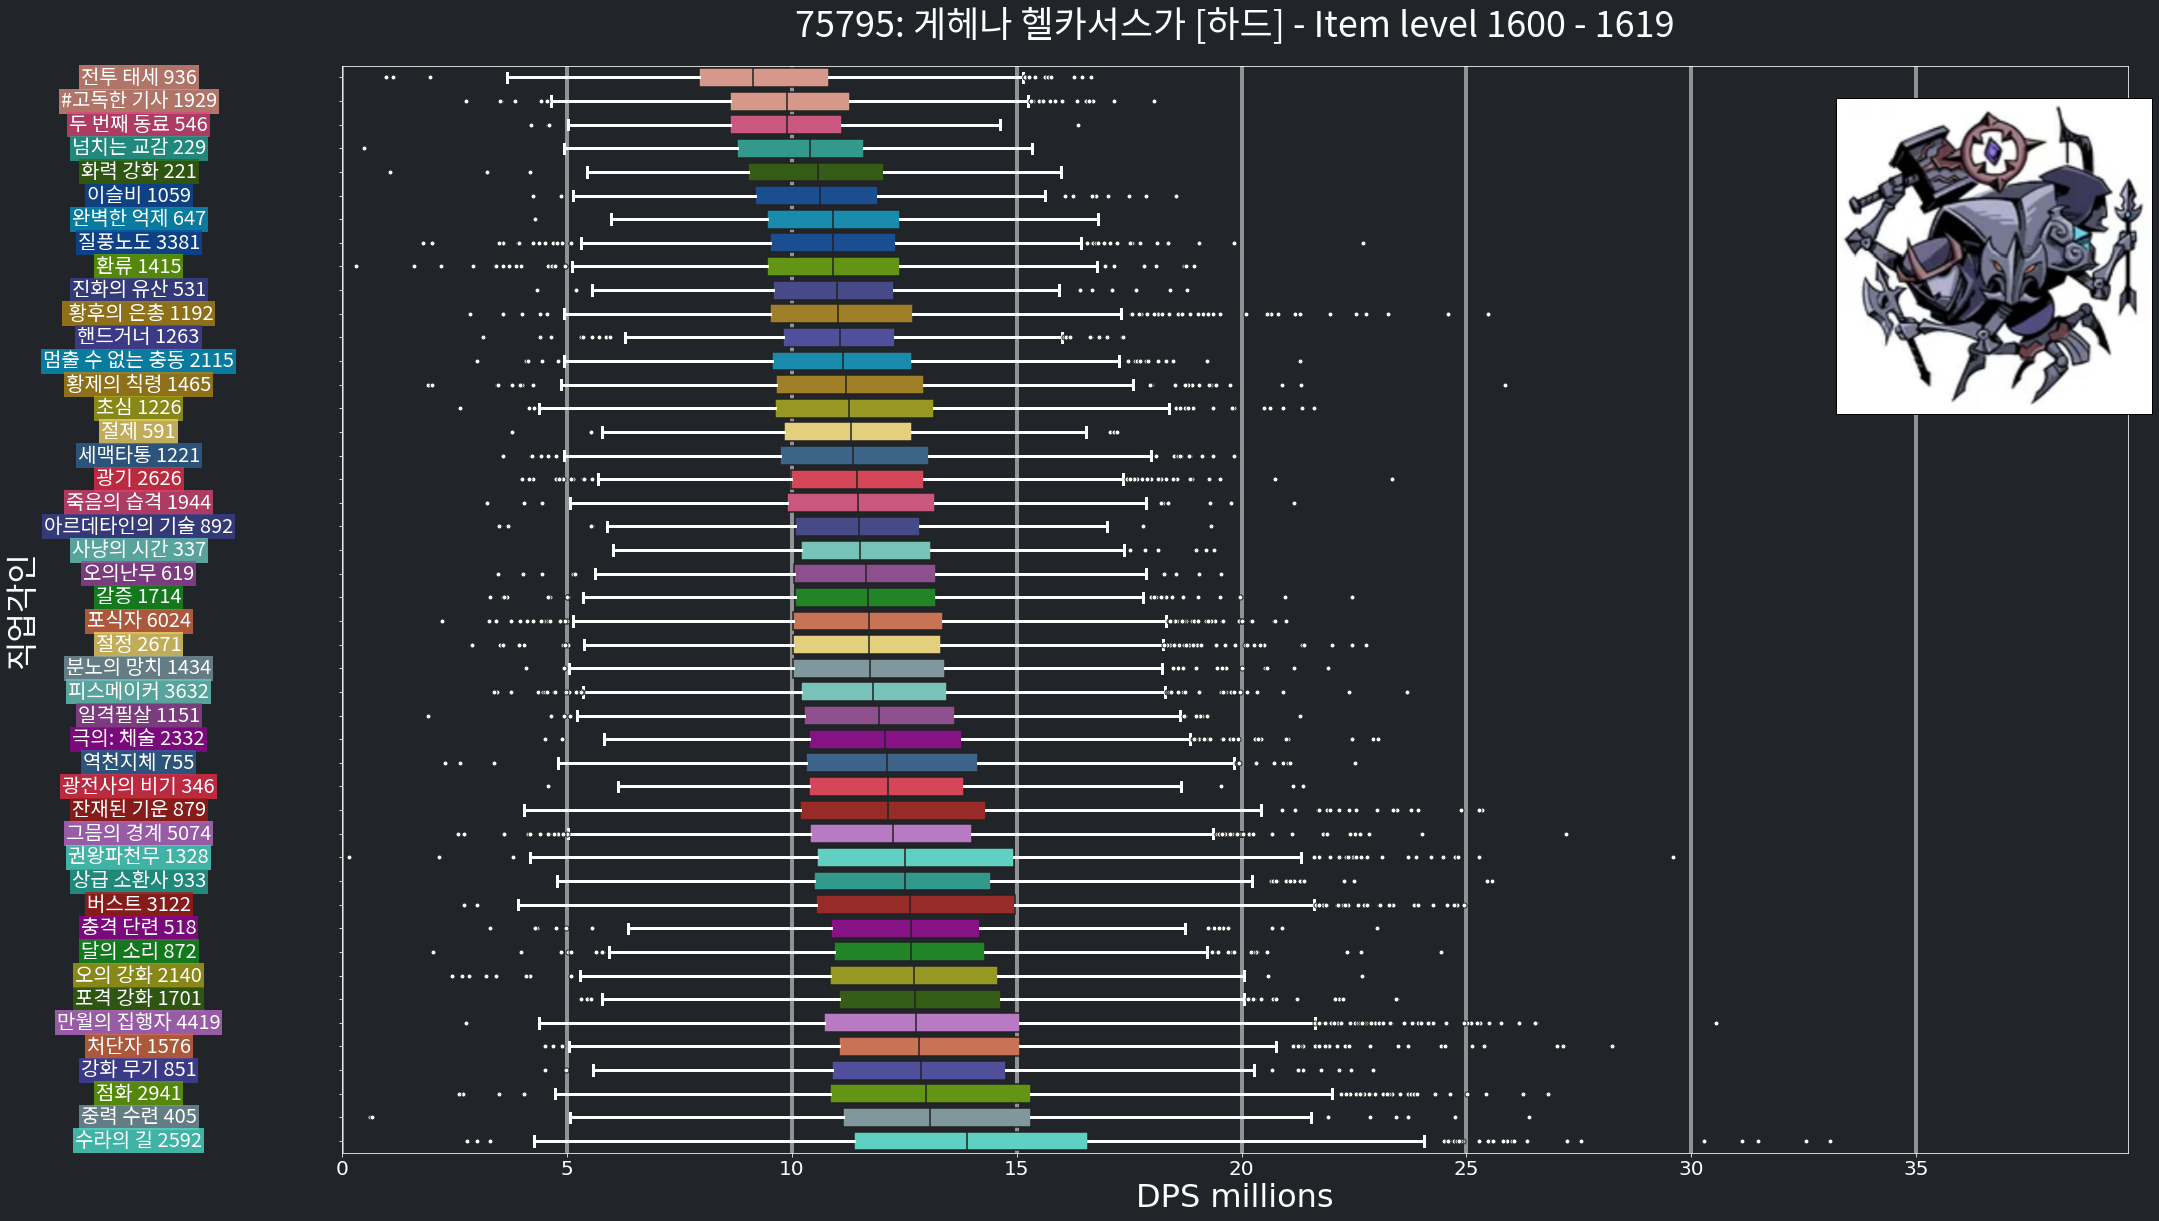 75795: 게헤나 헬카서스가 [하드] - Item level 1600 - 1619
전투 태세 936
#고독한 기사 1929
두 번째 동료 546
넘치는 교감 229
화력 강화 221
이슬비 1059
완벽한 억제 647
질풍노도 3381
환류 1415
진화의 유산 531
황후의 은총 1192
핸드거너 1263
멈출 수 없는 충동 2115
황제의 칙령 1465
초심 1226
절제 591
세맥타통 1221
광기 2626
죽음의 습격 1944
아르데타인의 기술 892
사냥의 시간 337
오의난무 619
갈증 1714
포식자 6024
절정 2671
분노의 망치 1434
피스메이커 3632
일격필살 1151
극의: 체술 2332
역천지체 755
광전사의 비기 346
잔재된 기운 879
그믐의 경계 5074
권왕파천무 1328
상급 소환사 933
버스트 3122
충격 단련 518
달의 소리 872
오의 강화 2140
포격 강화 1701
만월의 집행자 4419
처단자 1576
강화 무기 851
점화 2941
중력 수련 405
수라의 길 2592
직업각인
0 5 10 15 20 25 30 35
DPS millions